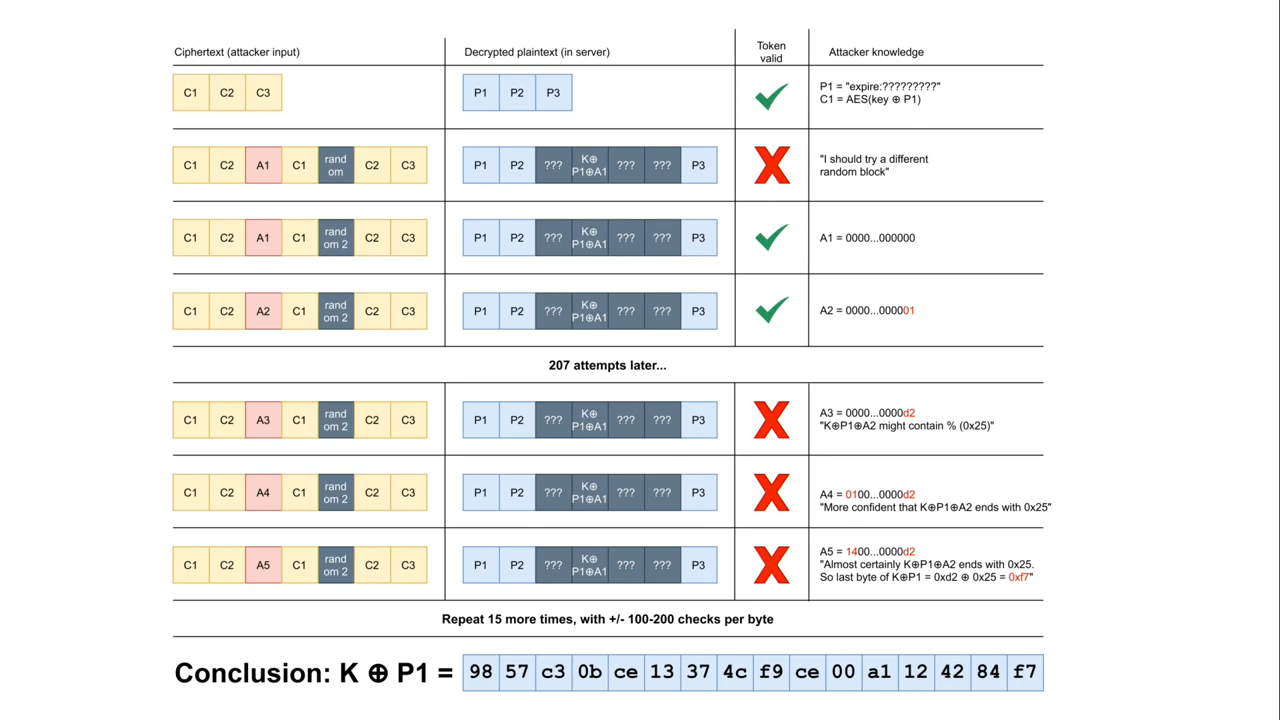 Ciphertext (attacker input)
Decrypted plaintext (in server)
Token
valid
Attacker knowledge
C1 C2 C3
P1 P2 P3
P1 = "expire:?????????"
C1 = AES(key ⊕ P1)
C1 C2 A1 C1 rand
om C2 C3
P1 P2 ??? K⊕
P1⊕A1 ??? ??? P3
"I should try a different
random block"
C1 C2 A1 C1 rand
om 2 C2 C3
P1 P2 ??? K⊕
P1⊕A1 ??? ??? P3
A1 = 0000...000000
C1 C2 A2 C1 rand
om 2 C2 C3
P1 P2 ??? K⊕
P1⊕A1 ??? ??? P3
A2 = 0000...000001
207 attempts later...
C1 C2 A3 C1 rand
om 2 C2 C3
P1 P2 ??? K⊕
P1⊕A1 ??? ??? P3
A3 = 0000...0000d2
"K⊕P1⊕A2 might contain % (0x25)"
C1 C2 A4 C1 rand
om 2 C2 C3
P1 P2 ??? K⊕
P1⊕A1 ??? ??? P3
A4 = 0100...0000d2
"More confident that K⊕P1⊕A2 ends with 0x25"
C1 C2 A5 C1 rand
om 2 C2 C3
P1 P2 ??? K⊕
P1⊕A1 ??? ??? P3
A5 = 1400...0000d2
"Almost certainly K⊕P1⊕A2 ends with 0x25.
So last byte of K⊕P1 = 0xd2 ⊕ 0x25 = 0xf7"
Repeat 15 more times, with +/- 100-200 checks per byte
Conclusion: K ⊕ P1 = 98 57 c3 0b ce 13 37 4c f9 ce 00 a1 12 42 84 f7